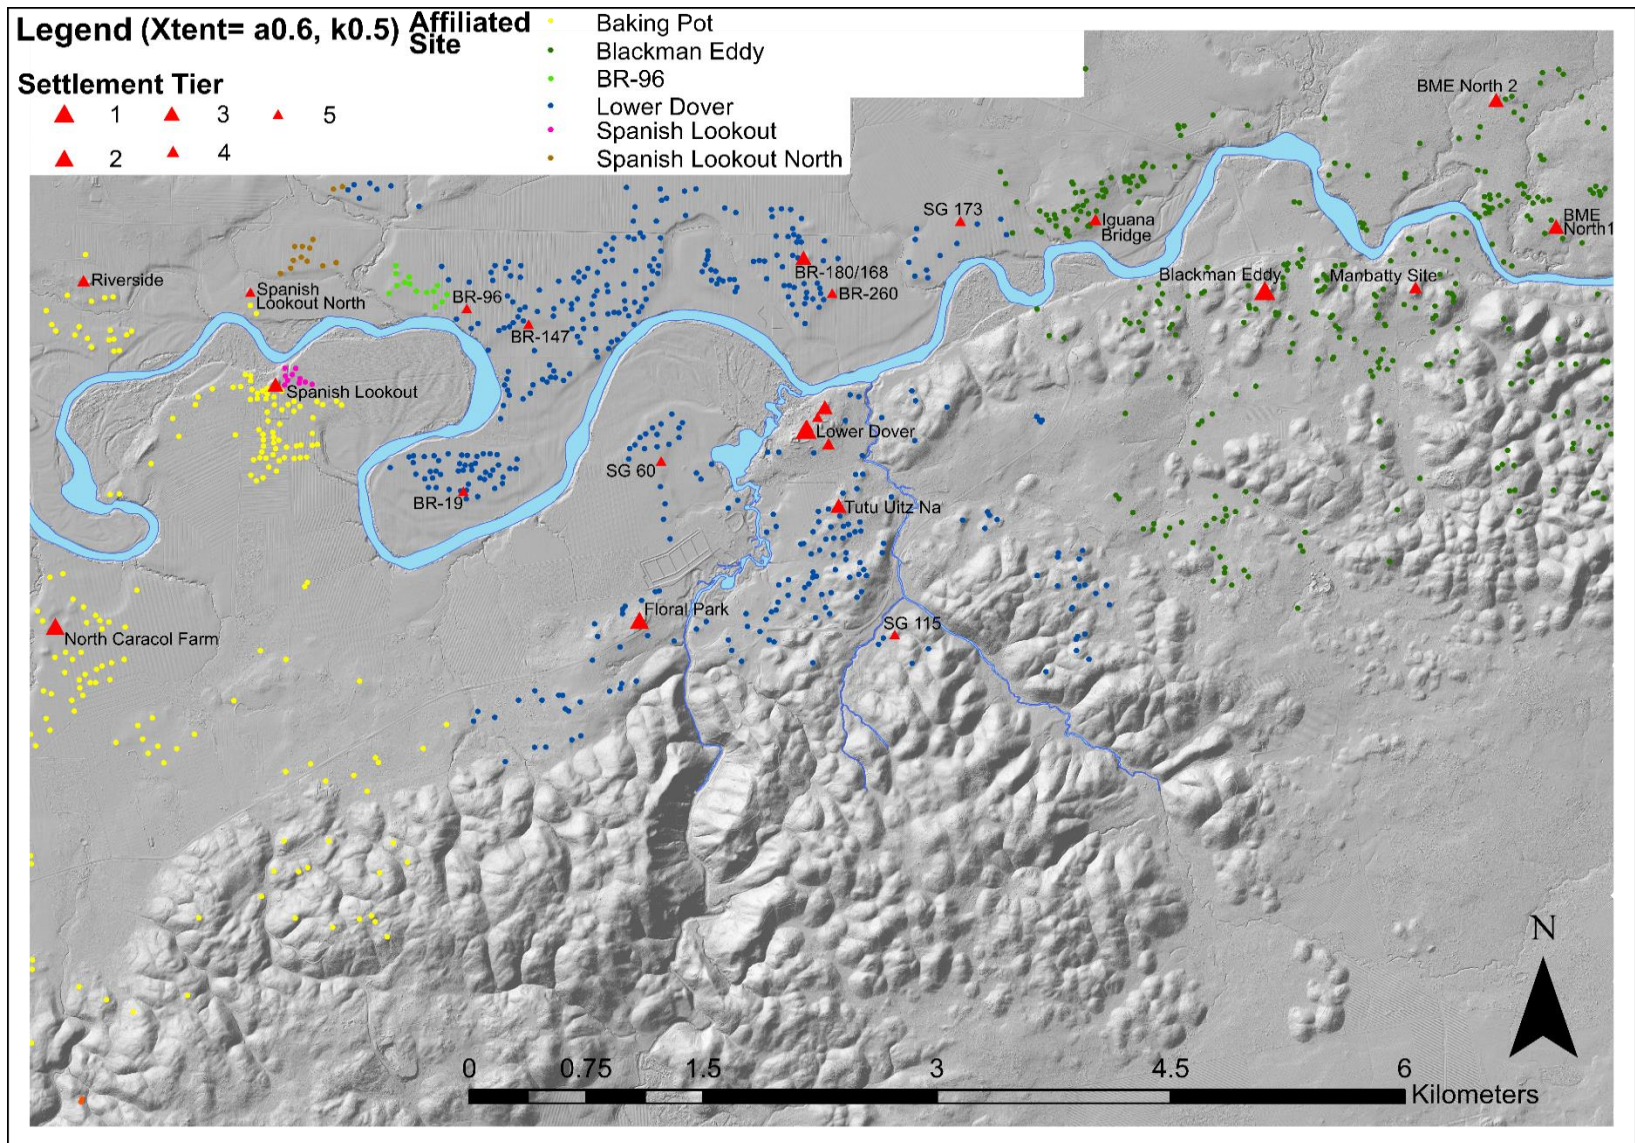 Legend (Xtent= a0.6, k0.5)
Affiliated
Site
Settlement Tier
1
3
5
2
4
Baking Pot
Blackman Eddy
BR-96
Lower Dover
Spanish Lookout
Spanish Lookout North
BME North 2
SG 173
Iguana
Bridge
BME
North1
Riverside
Spanish
Lookout North
BR-96
BR-147
BR-180/168
BR-260
Blackman Eddy
Manbatty Site
Spanish Lookout
Lower Dover
SG 60
BR-19
Tutu Uitz Na
Floral Park
SG 115
North Caracol Farm
N
0
0.75
1.5
3
4.5
6
Kilometers